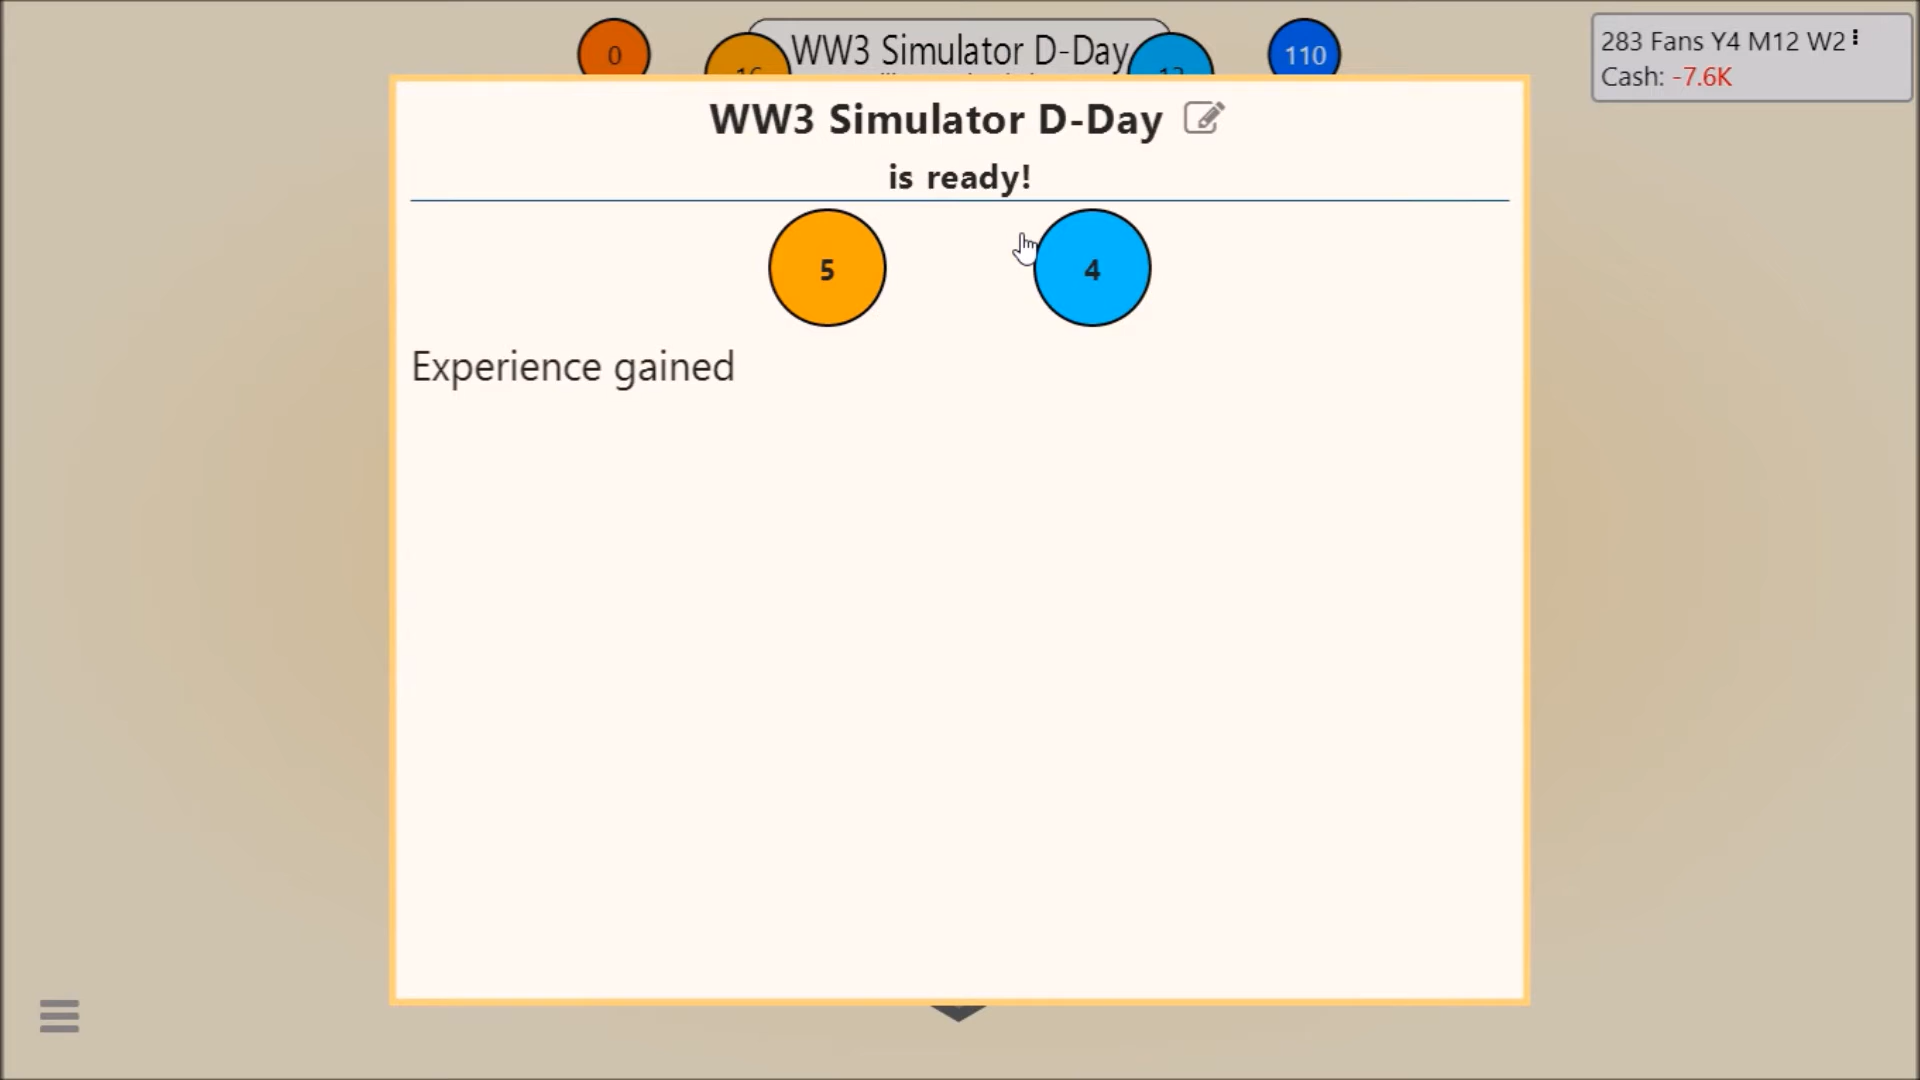 0
WW3 Simulator D-Day
110
283 Fans Y4 M12 W2
Cash: -7.6K
WW3 Simulator D-Day
is ready!
5
4
Experience gained